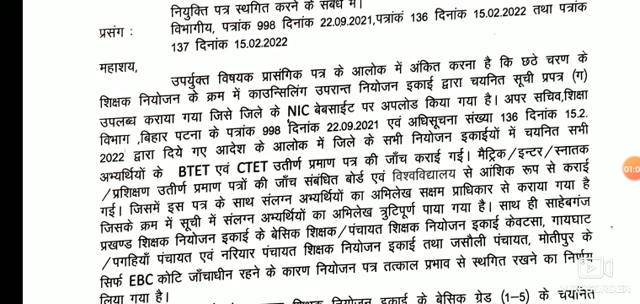 नियुक्ति पत्र स्थगित करने के संबंध में।
प्रसंग : विभागीय, पत्रांक 998 दिनांक 22.09.2021,पत्रांक 136 दिनांक 15.02.2022 तथा पत्रांक
137 दिनांक 15.02.2022
महाशय,
उपर्युक्त विषयक प्रासंगिक पत्र के आलोक में अंकित करना है कि छठे चरण के
शिक्षक नियोजन के क्रम में काउन्सिलिंग उपरान्त नियोजन इकाई द्वारा चयनित सूची प्रपत्र (ग)
उपलब्ध कराया गया जिसे जिले के NIC बेबसाईट पर अपलोड किया गया है। अपर सचिव,शिक्षा
विभाग ,बिहार पटना के पत्रांक 998 दिनांक 22.09.2021 एवं अधिसूचना संख्या 136 दिनांक 15.2.
2022 द्वारा दिये गए आदेश के आलोक में जिले के सभी नियोजन इकाईयों में चयनित सभी
अभ्यर्थियों के BTET एवं CTET उतीर्ण प्रमाण पत्र की जाँच कराई गई। मैट्रिक/इन्टर/स्नातक
/प्रशिक्षण उतीर्ण प्रमाण पत्रों की जाँच संबंधित बोर्ड एवं विश्वविद्यालय से आंशिक रूप से कराई
गई। जिसमें इस पत्र के साथ संलग्न अभ्यर्थियों का अभिलेख सक्षम प्राधिकार से कराया गया है
जिसके क्रम में सूची में संलग्न अभ्यर्थियों का अभिलेख त्रुटिपूर्ण पाया गया है। साथ ही साहेबगंज
प्रखण्ड शिक्षक नियोजन इकाई के बेसिक शिक्षक/पंचायत शिक्षक नियोजन इकाई केवटसा, गायघाट
/पगहियाँ पंचायत एवं नरियार पंचायत शिक्षक नियोजन इकाई तथा जसौली पंचायत, मोतीपुर के
सिर्फ EBC कोटि जाँचाधीन रहने के कारण नियोजन पत्र तत्काल प्रभाव से स्थगित रखने का निर्णय
लिया गया है।
शिक्षक नियोजन इकाई के बेसिक ग्रेड (1-5) के चयनित